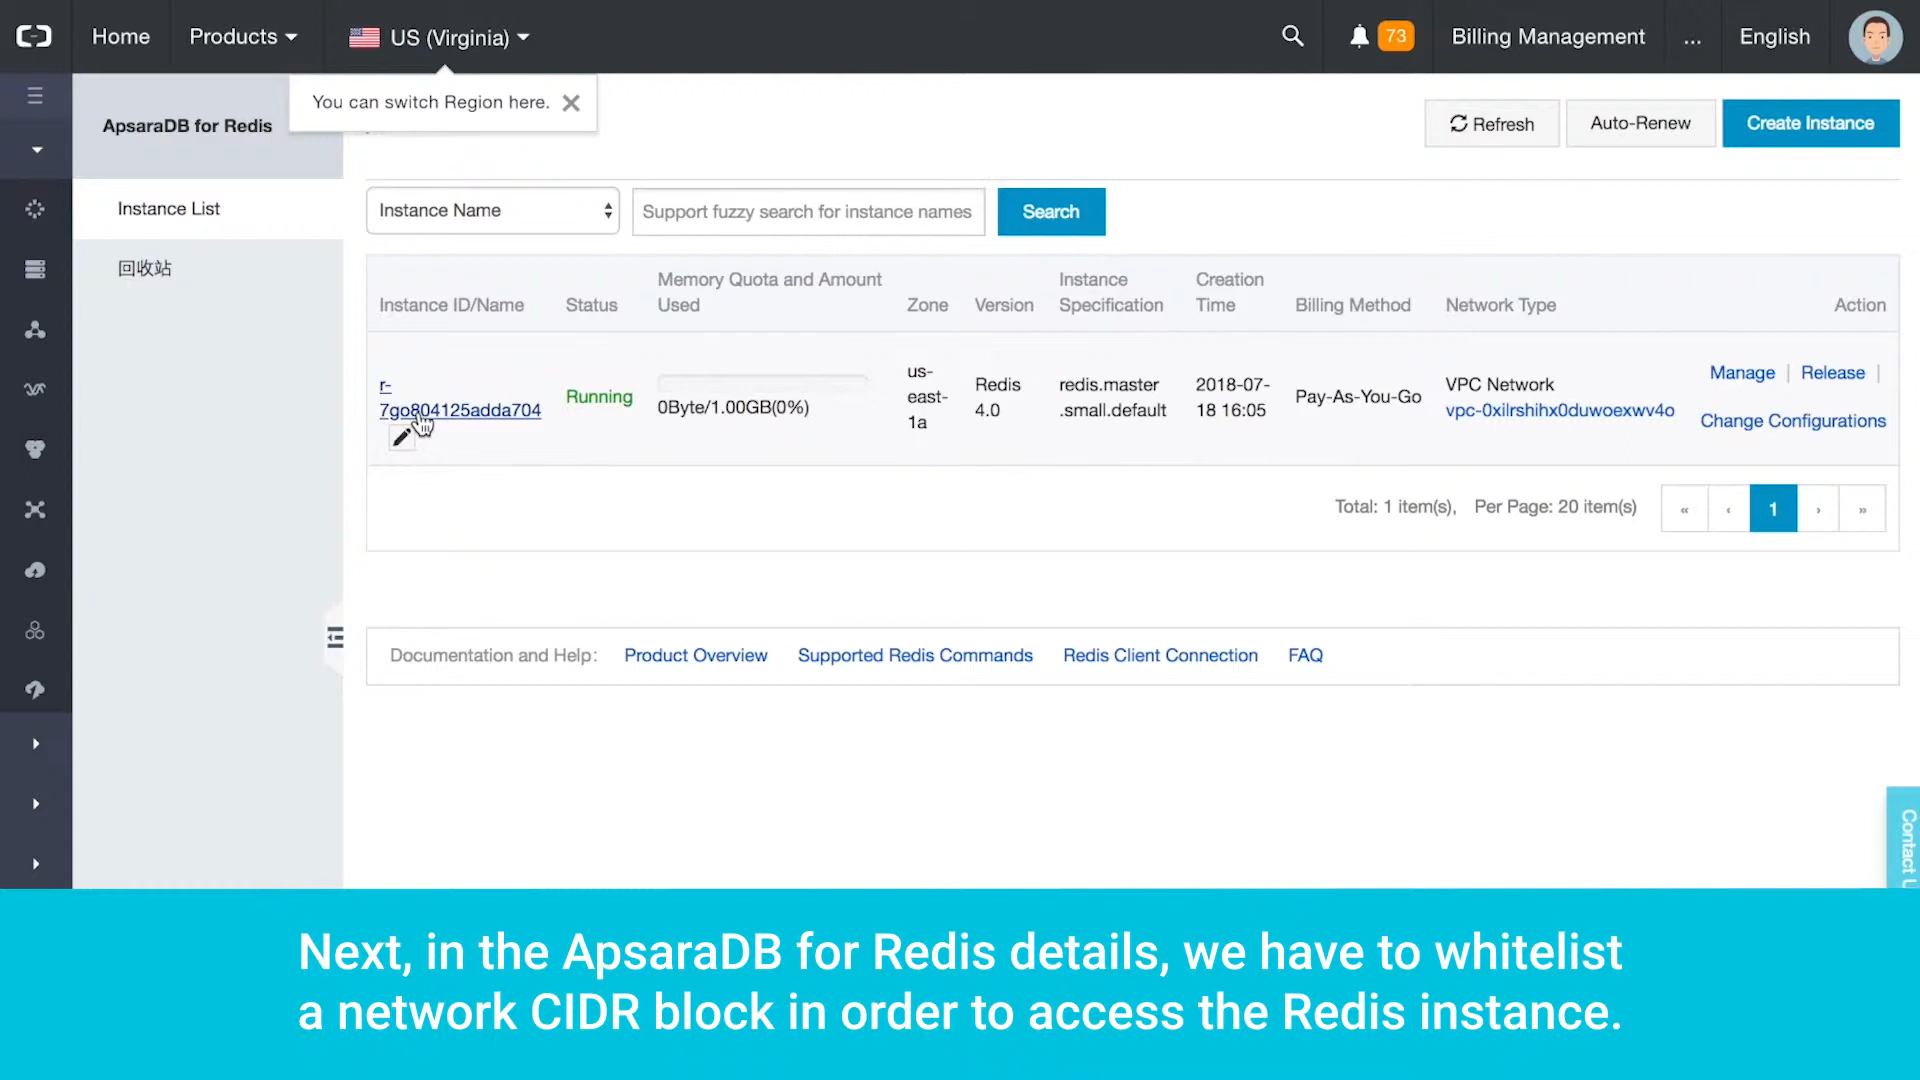 Home
Products
US (Virginia)
73
Billing Management
...
English
You can switch Region here.
ApsaraDB for Redis
Refresh
Auto-Renew
Create Instance
Instance List
回收站
Instance Name
Support fuzzy search for instance names
Search
Instance ID/Name
Status
Memory Quota and Amount
Used
Zone
Version
Instance
Specification
Creation
Time
Billing Method
Network Type
Action
r-
7go804125adda704
Running
0Byte/1.00GB(0%)
us-
east-
1a
Redis
4.0
redis.master
.small.default
2018-07-
18 16:05
Pay-As-You-Go
VPC Network
vpc-0xilrshihx0duwoexwv4o
Manage | Release |
Change Configurations
Total: 1 item(s), Per Page: 20 item(s)
« ‹ 1 › »
Documentation and Help: Product Overview Supported Redis Commands Redis Client Connection FAQ
Contact U
Next, in the ApsaraDB for Redis details, we have to whitelist
a network CIDR block in order to access the Redis instance.